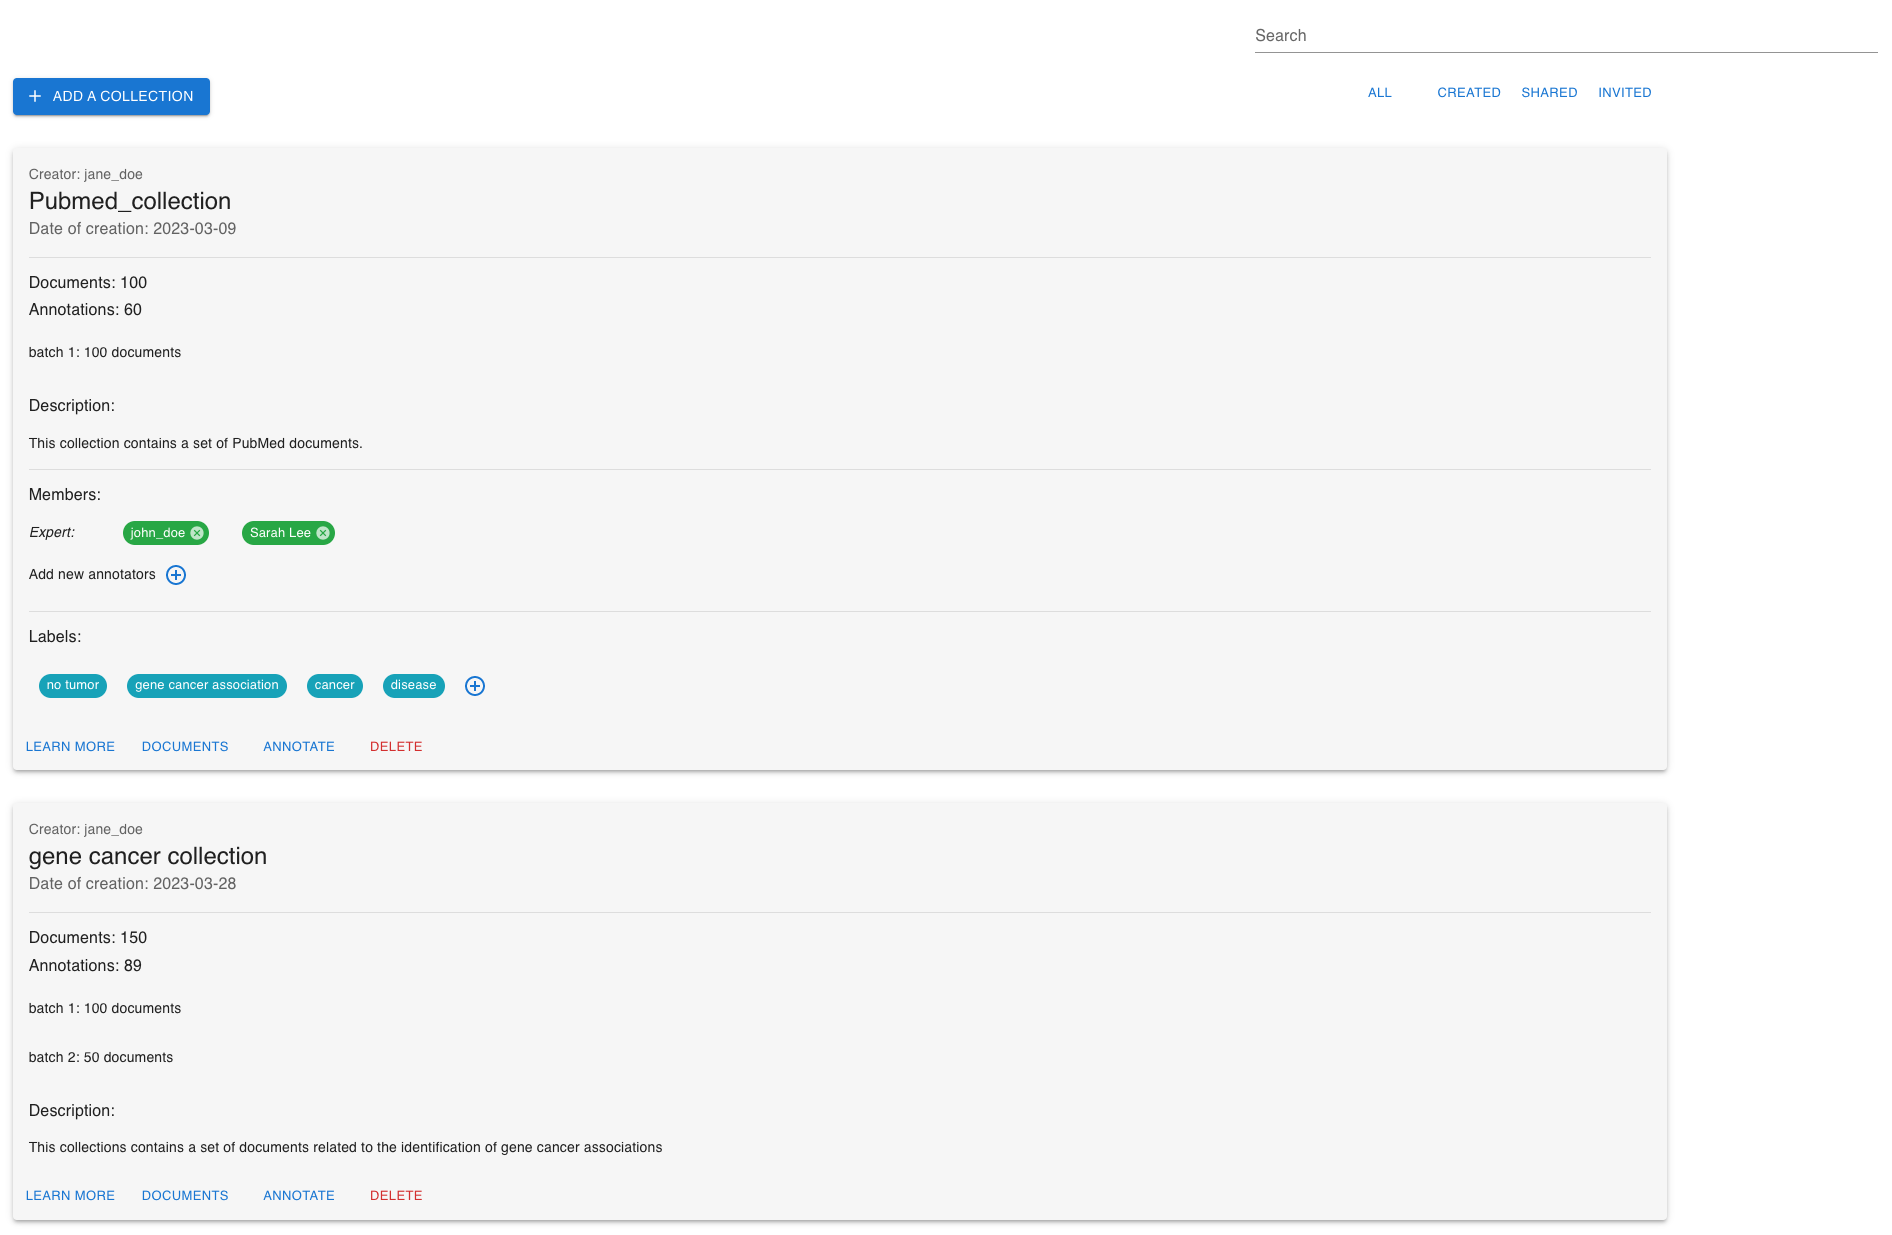 Search
+ ADD A COLLECTION
ALL CREATED SHARED INVITED
Creator: jane_doe
Pubmed_collection
Date of creation: 2023-03-09
Documents: 100
Annotations: 60
batch 1: 100 documents
Description:
This collection contains a set of PubMed documents.
Members:
Expert: john_doe Sarah Lee
Add new annotators
Labels:
no tumor gene cancer association cancer disease
LEARN MORE DOCUMENTS ANNOTATE DELETE
Creator: jane_doe
gene cancer collection
Date of creation: 2023-03-28
Documents: 150
Annotations: 89
batch 1: 100 documents
batch 2: 50 documents
Description:
This collections contains a set of documents related to the identification of gene cancer associations
LEARN MORE DOCUMENTS ANNOTATE DELETE